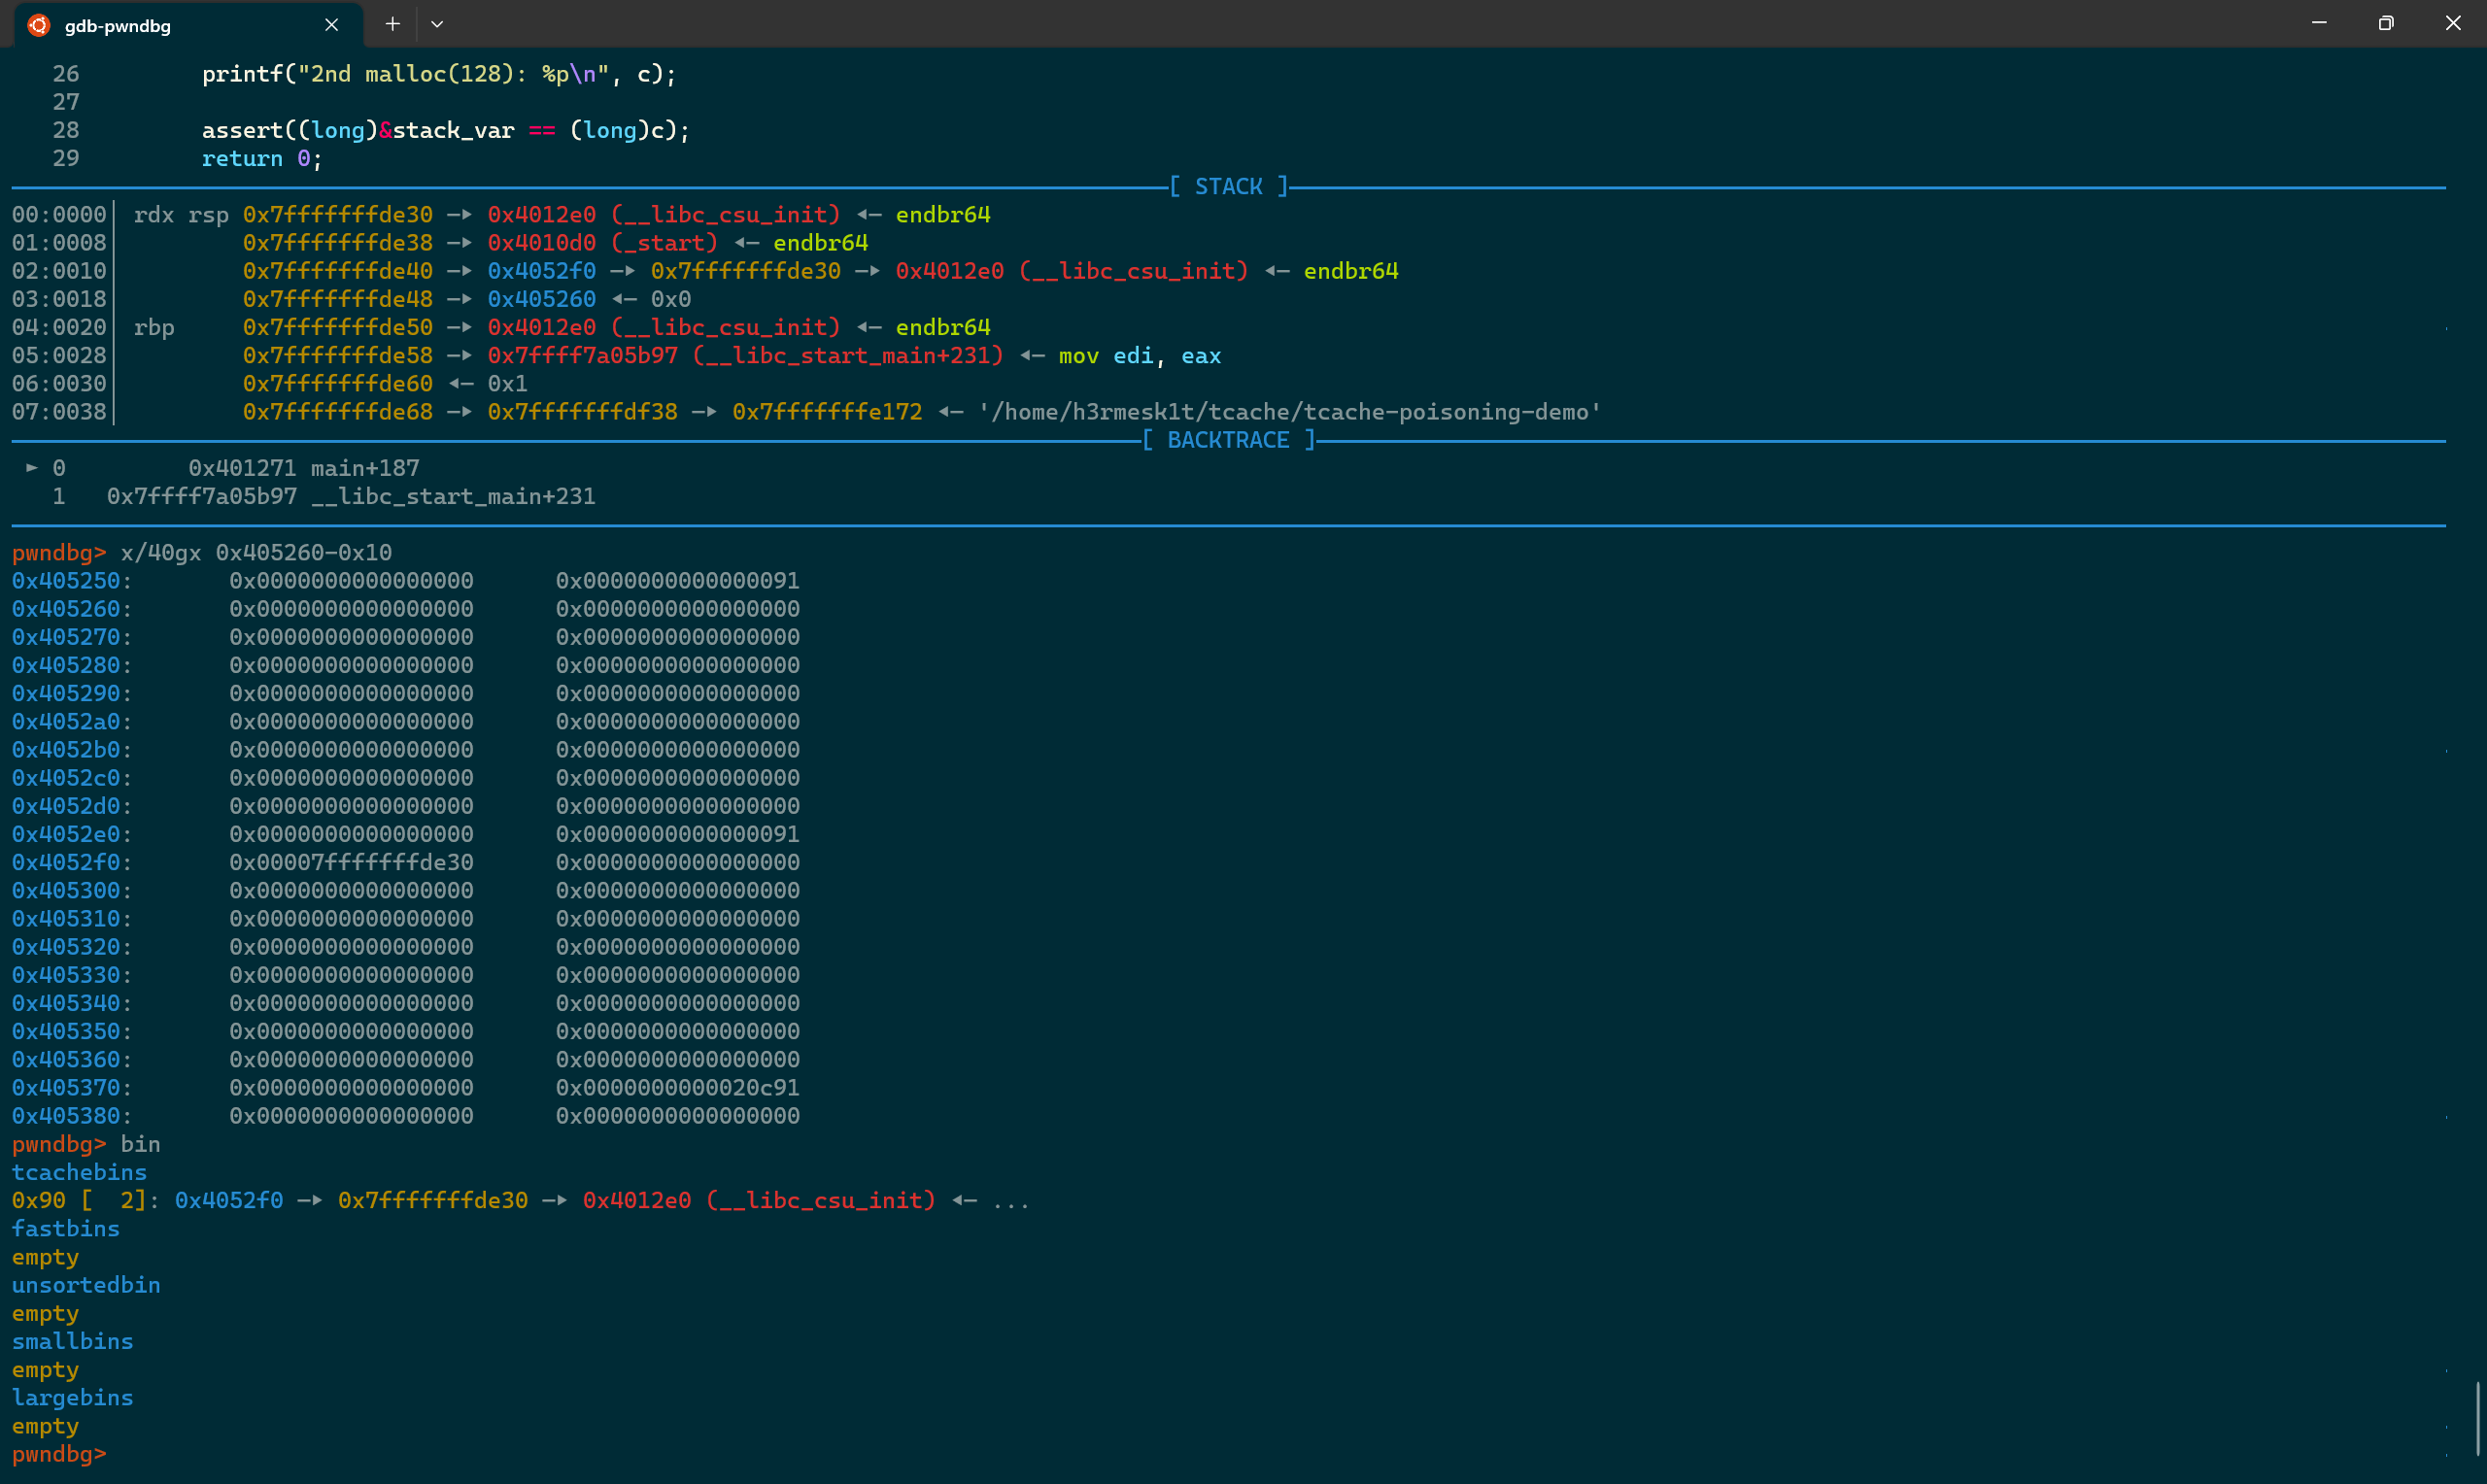 gdb-pwndbg
26 printf("2nd malloc(128): %p\n", c);
27
28 assert((long)&stack_var == (long)c);
29 return 0;
[ STACK ]
00:0000│ rdx rsp 0x7fffffffde30 —▸ 0x4012e0 (__libc_csu_init) ◂— endbr64
01:0008│ 0x7fffffffde38 —▸ 0x4010d0 (_start) ◂— endbr64
02:0010│ 0x7fffffffde40 —▸ 0x4052f0 —▸ 0x7fffffffde30 —▸ 0x4012e0 (__libc_csu_init) ◂— endbr64
03:0018│ 0x7fffffffde48 —▸ 0x405260 ◂— 0x0
04:0020│ rbp 0x7fffffffde50 —▸ 0x4012e0 (__libc_csu_init) ◂— endbr64
05:0028│ 0x7fffffffde58 —▸ 0x7ffff7a05b97 (__libc_start_main+231) ◂— mov edi, eax
06:0030│ 0x7fffffffde60 ◂— 0x1
07:0038│ 0x7fffffffde68 —▸ 0x7fffffffdf38 —▸ 0x7fffffffe172 ◂— '/home/h3rmesk1t/tcache/tcache-poisoning-demo'
[ BACKTRACE ]
► 0 0x401271 main+187
1 0x7ffff7a05b97 __libc_start_main+231
pwndbg> x/40gx 0x405260-0x10
0x405250: 0x0000000000000000 0x0000000000000091
0x405260: 0x0000000000000000 0x0000000000000000
0x405270: 0x0000000000000000 0x0000000000000000
0x405280: 0x0000000000000000 0x0000000000000000
0x405290: 0x0000000000000000 0x0000000000000000
0x4052a0: 0x0000000000000000 0x0000000000000000
0x4052b0: 0x0000000000000000 0x0000000000000000
0x4052c0: 0x0000000000000000 0x0000000000000000
0x4052d0: 0x0000000000000000 0x0000000000000000
0x4052e0: 0x0000000000000000 0x0000000000000091
0x4052f0: 0x00007fffffffde30 0x0000000000000000
0x405300: 0x0000000000000000 0x0000000000000000
0x405310: 0x0000000000000000 0x0000000000000000
0x405320: 0x0000000000000000 0x0000000000000000
0x405330: 0x0000000000000000 0x0000000000000000
0x405340: 0x0000000000000000 0x0000000000000000
0x405350: 0x0000000000000000 0x0000000000000000
0x405360: 0x0000000000000000 0x0000000000000000
0x405370: 0x0000000000000000 0x0000000000020c91
0x405380: 0x0000000000000000 0x0000000000000000
pwndbg> bin
tcachebins
0x90 [  2]: 0x4052f0 —▸ 0x7fffffffde30 —▸ 0x4012e0 (__libc_csu_init) ◂— ...
fastbins
empty
unsortedbin
empty
smallbins
empty
largebins
empty
pwndbg>